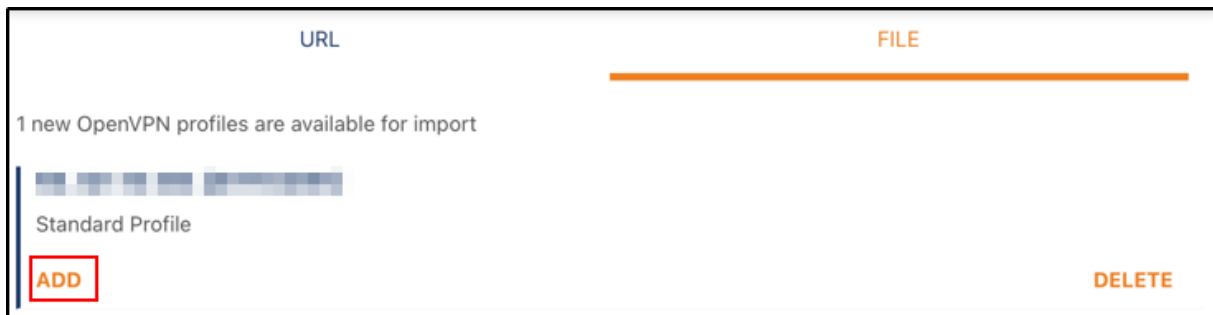 URL
FILE
1 new OpenVPN profiles are available for import
Standard Profile
ADD
DELETE